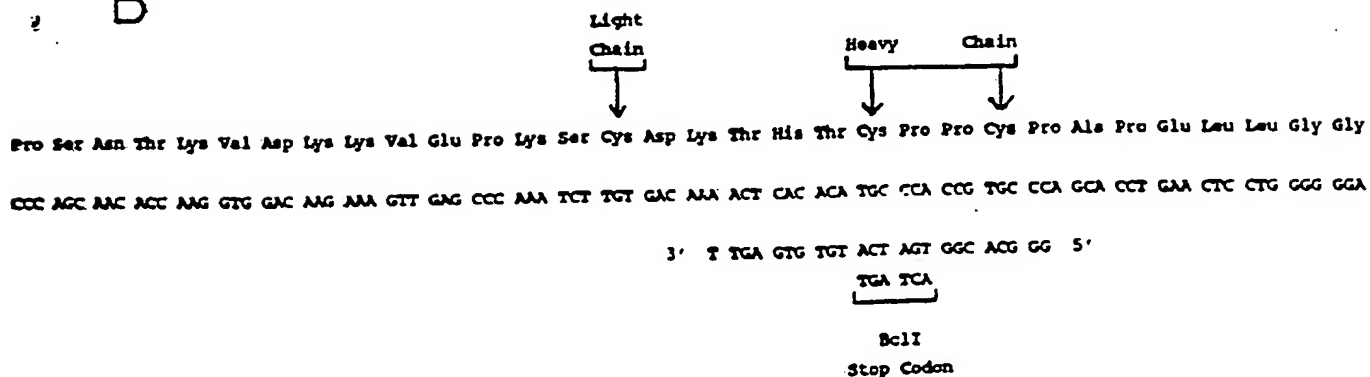 B
Light
Chain
Heavy Chain
Pro Ser Asn Thr Lys Val Asp Lys Lys Val Glu Pro Lys Ser Cys Asp Lys Thr His Thr Cys Pro Pro Cys Pro Ala Pro Glu Leu Leu Gly Gly
CCC AGC AAC ACC AAG GTG GAC AAG AAA GTT GAG CCC AAA TCT TGT GAC AAA ACT CAC ACA TGC CCA CCG TGC CCA GCA CCT GAA CTC CTG GGG GGA
3' T TGA GTG TGT ACT AGT GGC ACG GG 5'
TGA TCA
BclI
Stop Codon